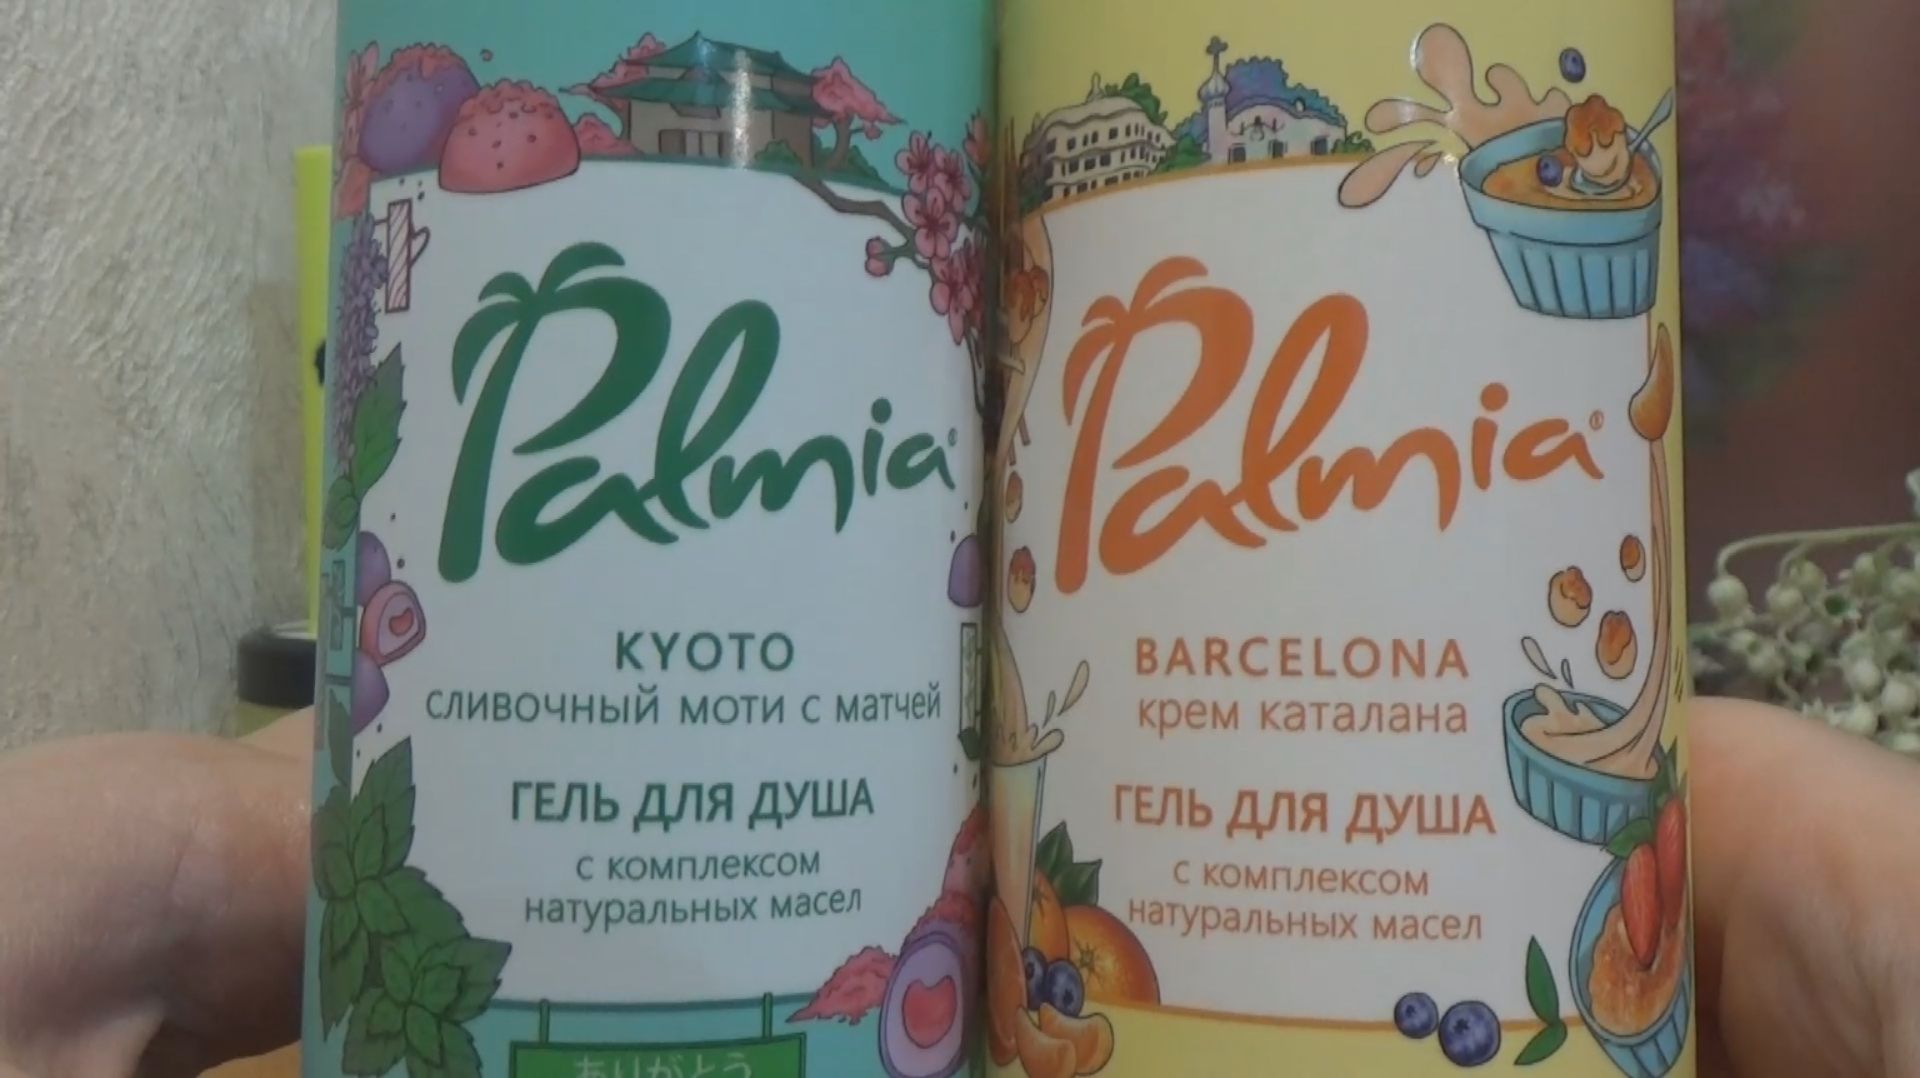 Palmia®
KYOTO
сливочный моти с матчей
ГЕЛЬ ДЛЯ ДУША
с комплексом
натуральных масел
ありがとう
Palmia®
BARCELONA
крем каталана
ГЕЛЬ ДЛЯ ДУША
с комплексом
натуральных масел